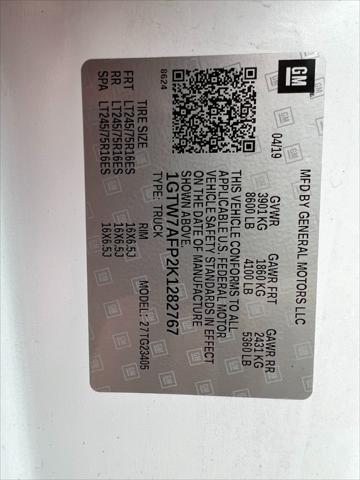 GM
MFD BY GENERAL MOTORS LLC
04/19 GVWR GAWR FRT GAWR RR
3901 KG 1860 KG 2431 KG
8600 LB 4100 LB 5360 LB
THIS VEHICLE CONFORMS TO ALL
APPLICABLE U.S. FEDERAL MOTOR
VEHICLE SAFETY STANDARDS IN EFFECT
ON THE DATE OF MANUFACTURE
SHOWN ABOVE.
1GTW7AFP2K1282767
8624 TYPE: TRUCK MODEL: 27TG23405
TIRE SIZE RIM
FRT LT245/75R16ES 16X6.5J
RR LT245/75R16ES 16X6.5J
SPA LT245/75R16ES 16X6.5J